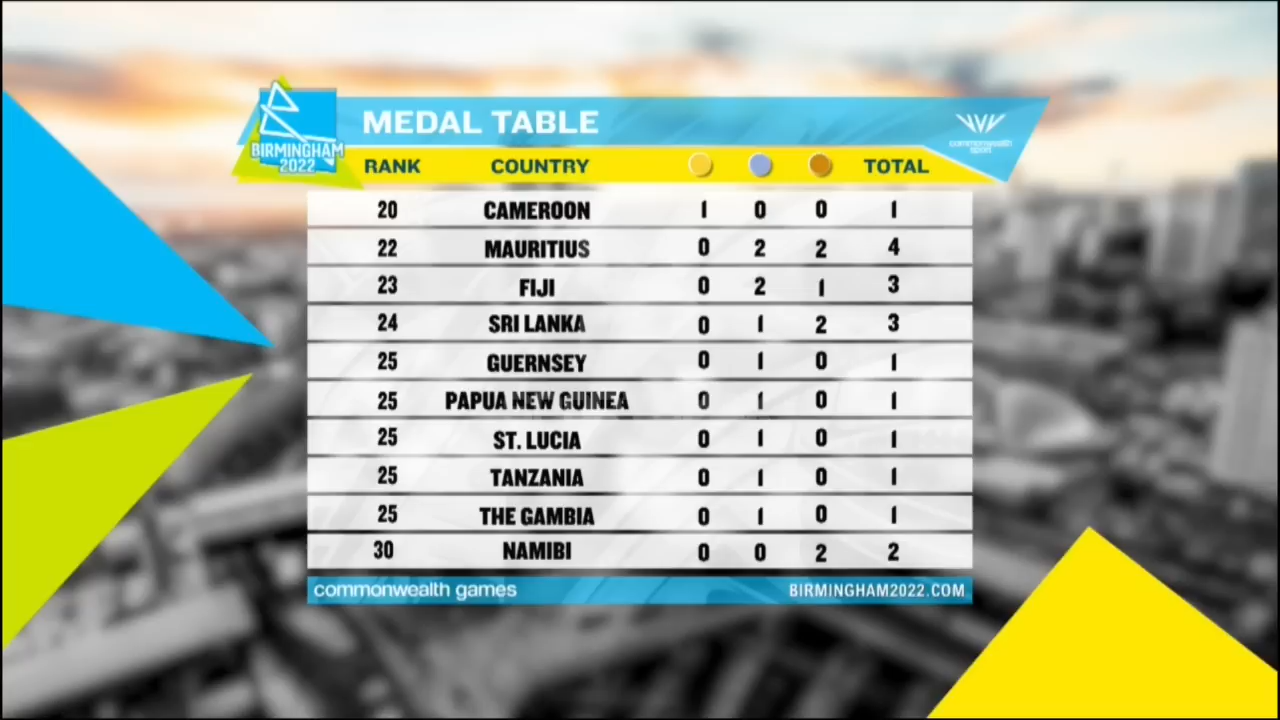 MEDAL TABLE
BIRMINGHAM
2022
commonwealth
sport
RANK COUNTRY TOTAL
20 CAMEROON 1 0 0 1
22 MAURITIUS 0 2 2 4
23 FIJI 0 2 1 3
24 SRI LANKA 0 1 2 3
25 GUERNSEY 0 1 0 1
25 PAPUA NEW GUINEA 0 1 0 1
25 ST. LUCIA 0 1 0 1
25 TANZANIA 0 1 0 1
25 THE GAMBIA 0 1 0 1
30 NAMIBI 0 0 2 2
commonwealth games BIRMINGHAM2022.COM